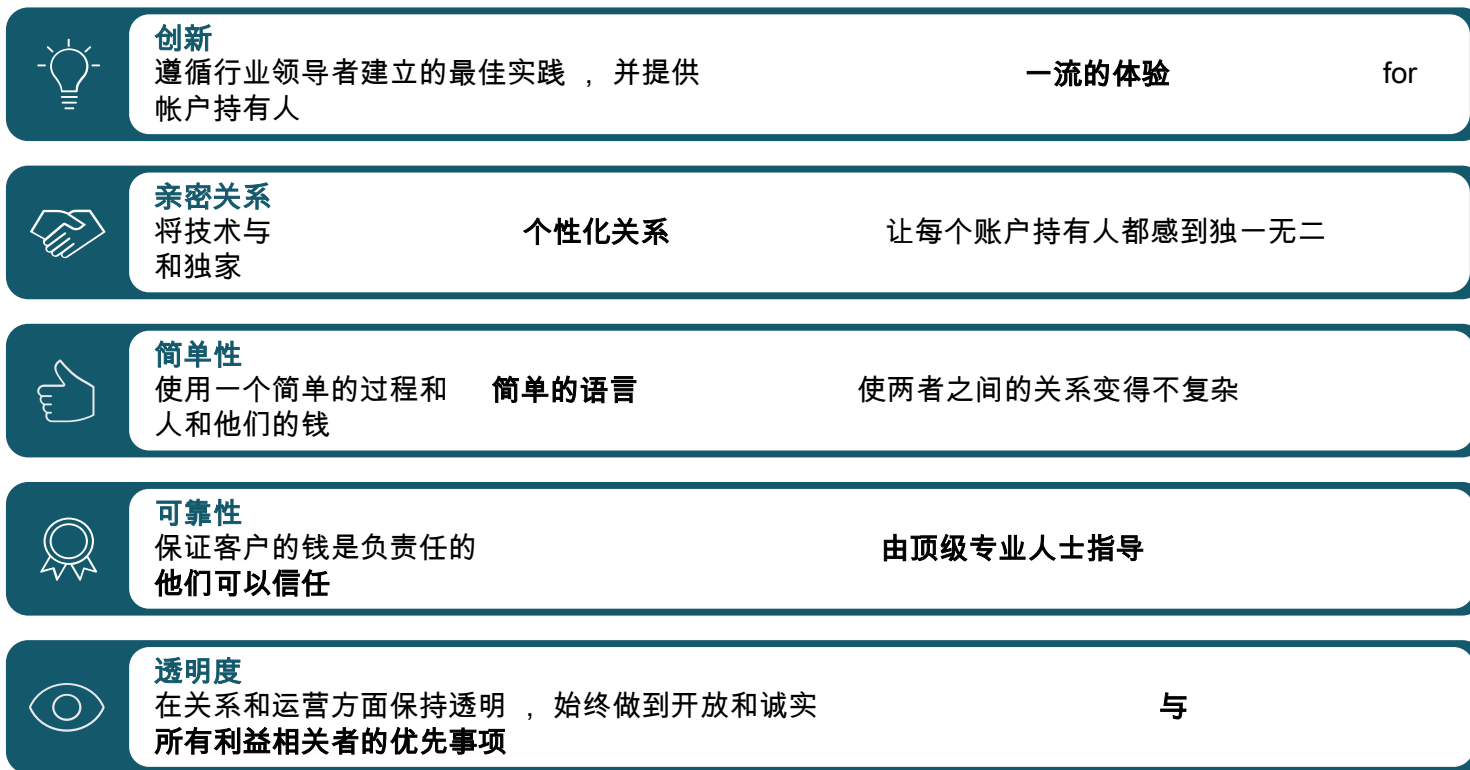 创新
遵循行业领导者建立的最佳实践 ，并提供 一流的体验 for
帐户持有人
亲密关系
将技术与 个性化关系 让每个账户持有人都感到独一无二
和独家
简单性
使用一个简单的过程和 简单的语言 使两者之间的关系变得不复杂
人和他们的钱
可靠性
保证客户的钱是负责任的 由顶级专业人士指导
他们可以信任
透明度
在关系和运营方面保持透明 ，始终做到开放和诚实 与
所有利益相关者的优先事项